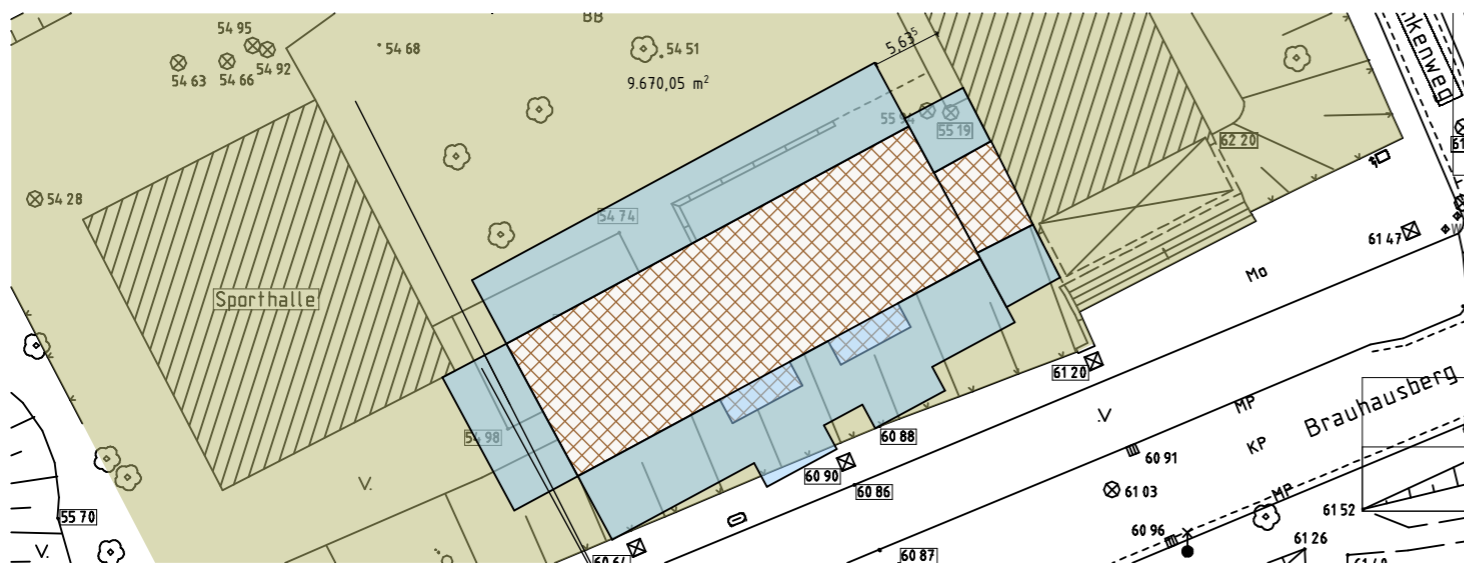 BB
54 95
54 68
54 51
5,63⁵
54 63
54 66
54 92
9.670,05 m²
55 19
62 20
54 28
54 74
61 47
Sporthalle
Mo
61 20
54 98
60 88
.V
MP
Brauhausberg
KP
60 90
60 91
V.
60 86
61 03
MP
55 70
61 52
60 96
61 26
V.
60 87